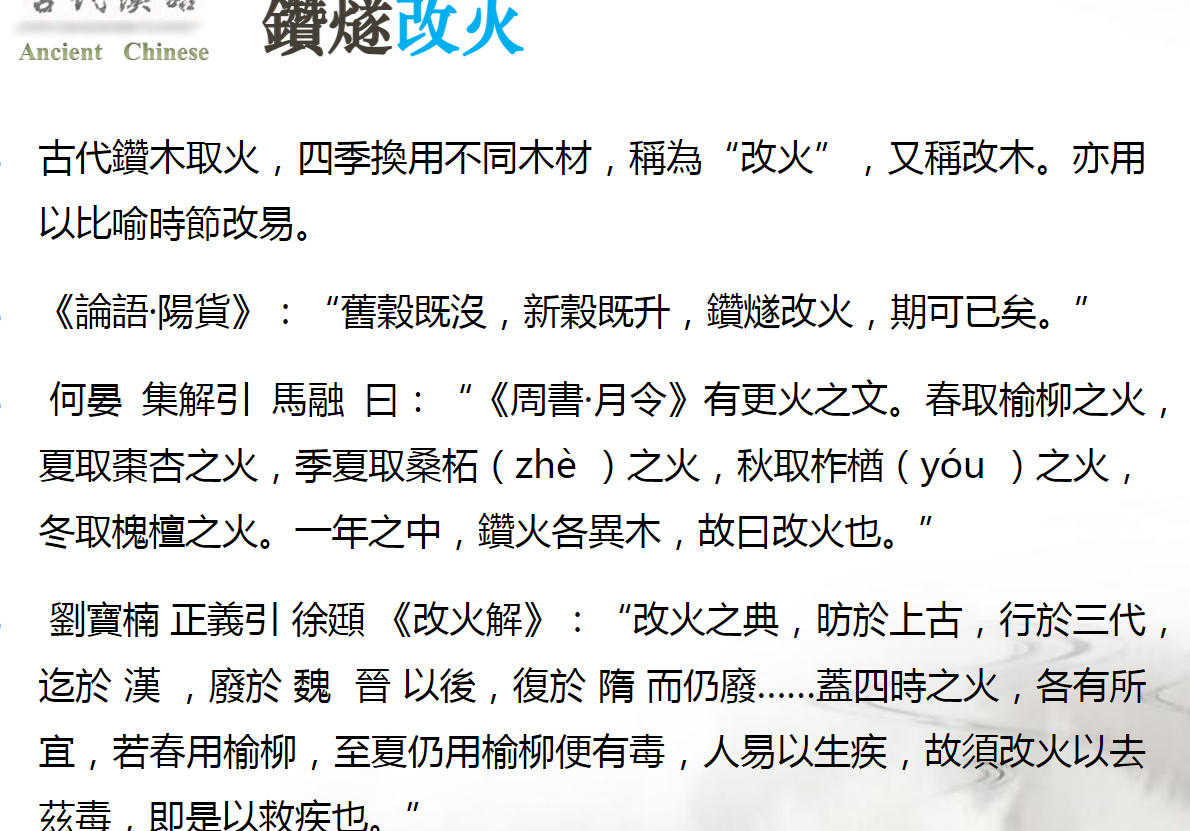 古代漢語
Ancient Chinese
鑽燧改火
古代鑽木取火，四季換用不同木材，稱為“改火”，又稱改木。亦用
以比喻時節改易。
《論語·陽貨》：“舊穀既沒，新穀既升，鑽燧改火，期可已矣。”
何晏 集解引 馬融 曰：“《周書·月令》有更火之文。春取榆柳之火，
夏取棗杏之火，季夏取桑柘（zhè ）之火，秋取柞楢（yóu ）之火，
冬取槐檀之火。一年之中，鑽火各異木，故曰改火也。”
劉寶楠 正義引 徐頲 《改火解》：“改火之典，昉於上古，行於三代，
迄於 漢 ，廢於 魏 晉 以後，復於 隋 而仍廢……蓋四時之火，各有所
宜，若春用榆柳，至夏仍用榆柳便有毒，人易以生疾，故須改火以去
茲毒，即是以救疾也。”